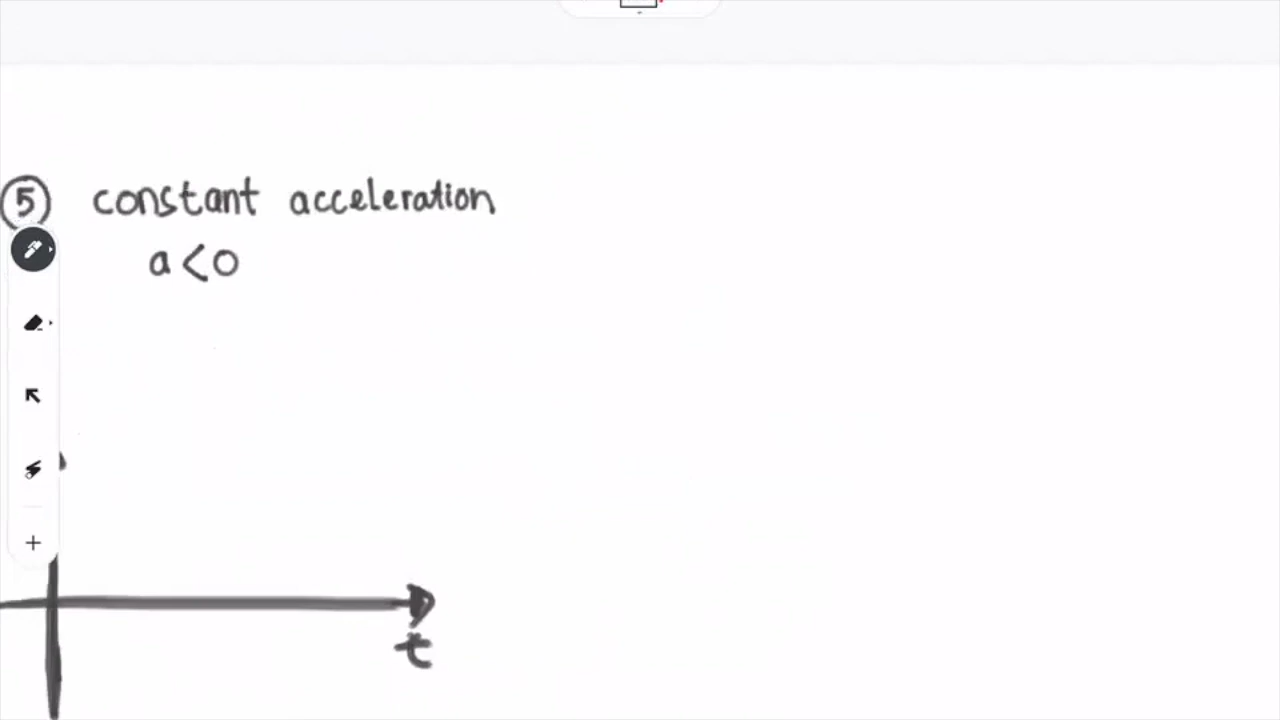 ⑤ constant acceleration
a<0
t